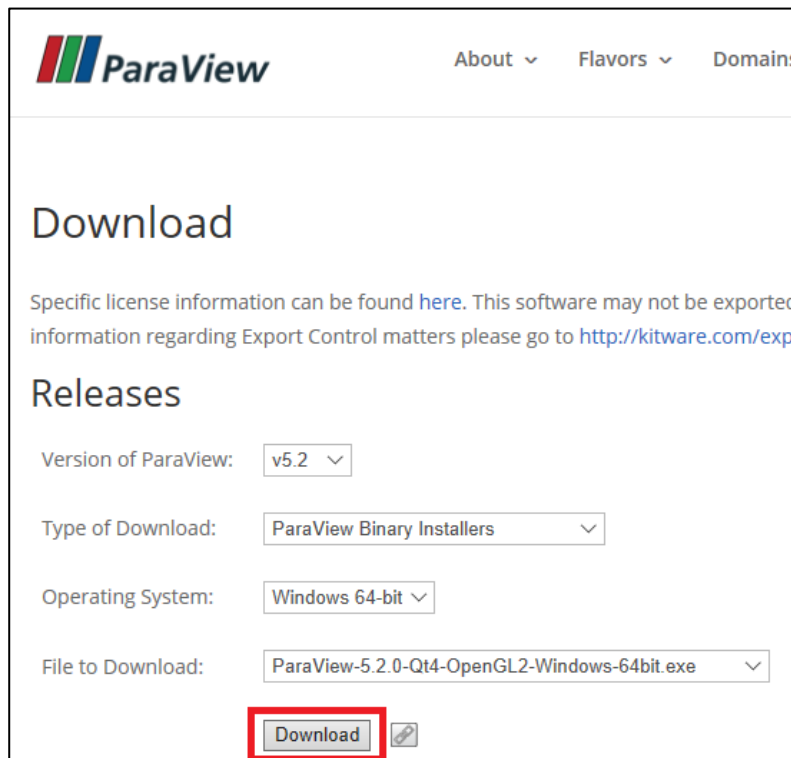 ParaView
About Flavors Domains
Download
Specific license information can be found here. This software may not be exported
information regarding Export Control matters please go to http://kitware.com/exp
Releases
Version of ParaView: v5.2
Type of Download: ParaView Binary Installers
Operating System: Windows 64-bit
File to Download: ParaView-5.2.0-Qt4-OpenGL2-Windows-64bit.exe
Download